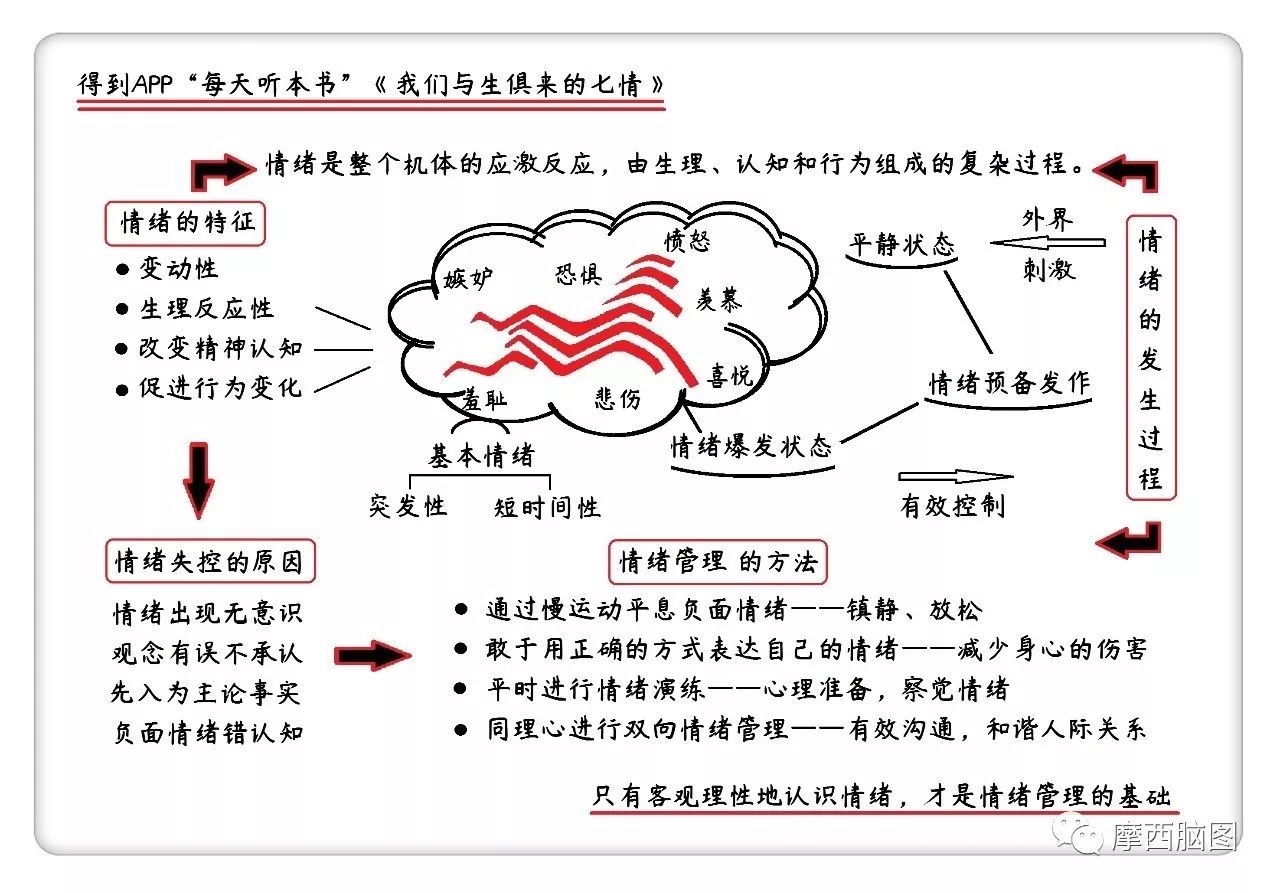 得到APP“每天听本书”《我们与生俱来的七情》
情绪是整个机体的应激反应，由生理、认知和行为组成的复杂过程。
情绪的特征
• 变动性
• 生理反应性
• 改变精神认知
• 促进行为变化
愤怒
嫉妒
恐惧
羡慕
喜悦
羞耻
悲伤
基本情绪
突发性
短时间性
平静状态
外界
刺激
情绪预备发作
情绪爆发状态
有效控制
情绪的发生过程
情绪失控的原因
情绪出现无意识
观念有误不承认
先入为主论事实
负面情绪错认知
情绪管理 的方法
• 通过慢运动平息负面情绪——镇静、放松
• 敢于用正确的方式表达自己的情绪——减少身心的伤害
• 平时进行情绪演练——心理准备，察觉情绪
• 同理心进行双向情绪管理——有效沟通，和谐人际关系
只有客观理性地认识情绪，才是情绪管理的基础
摩西脑图